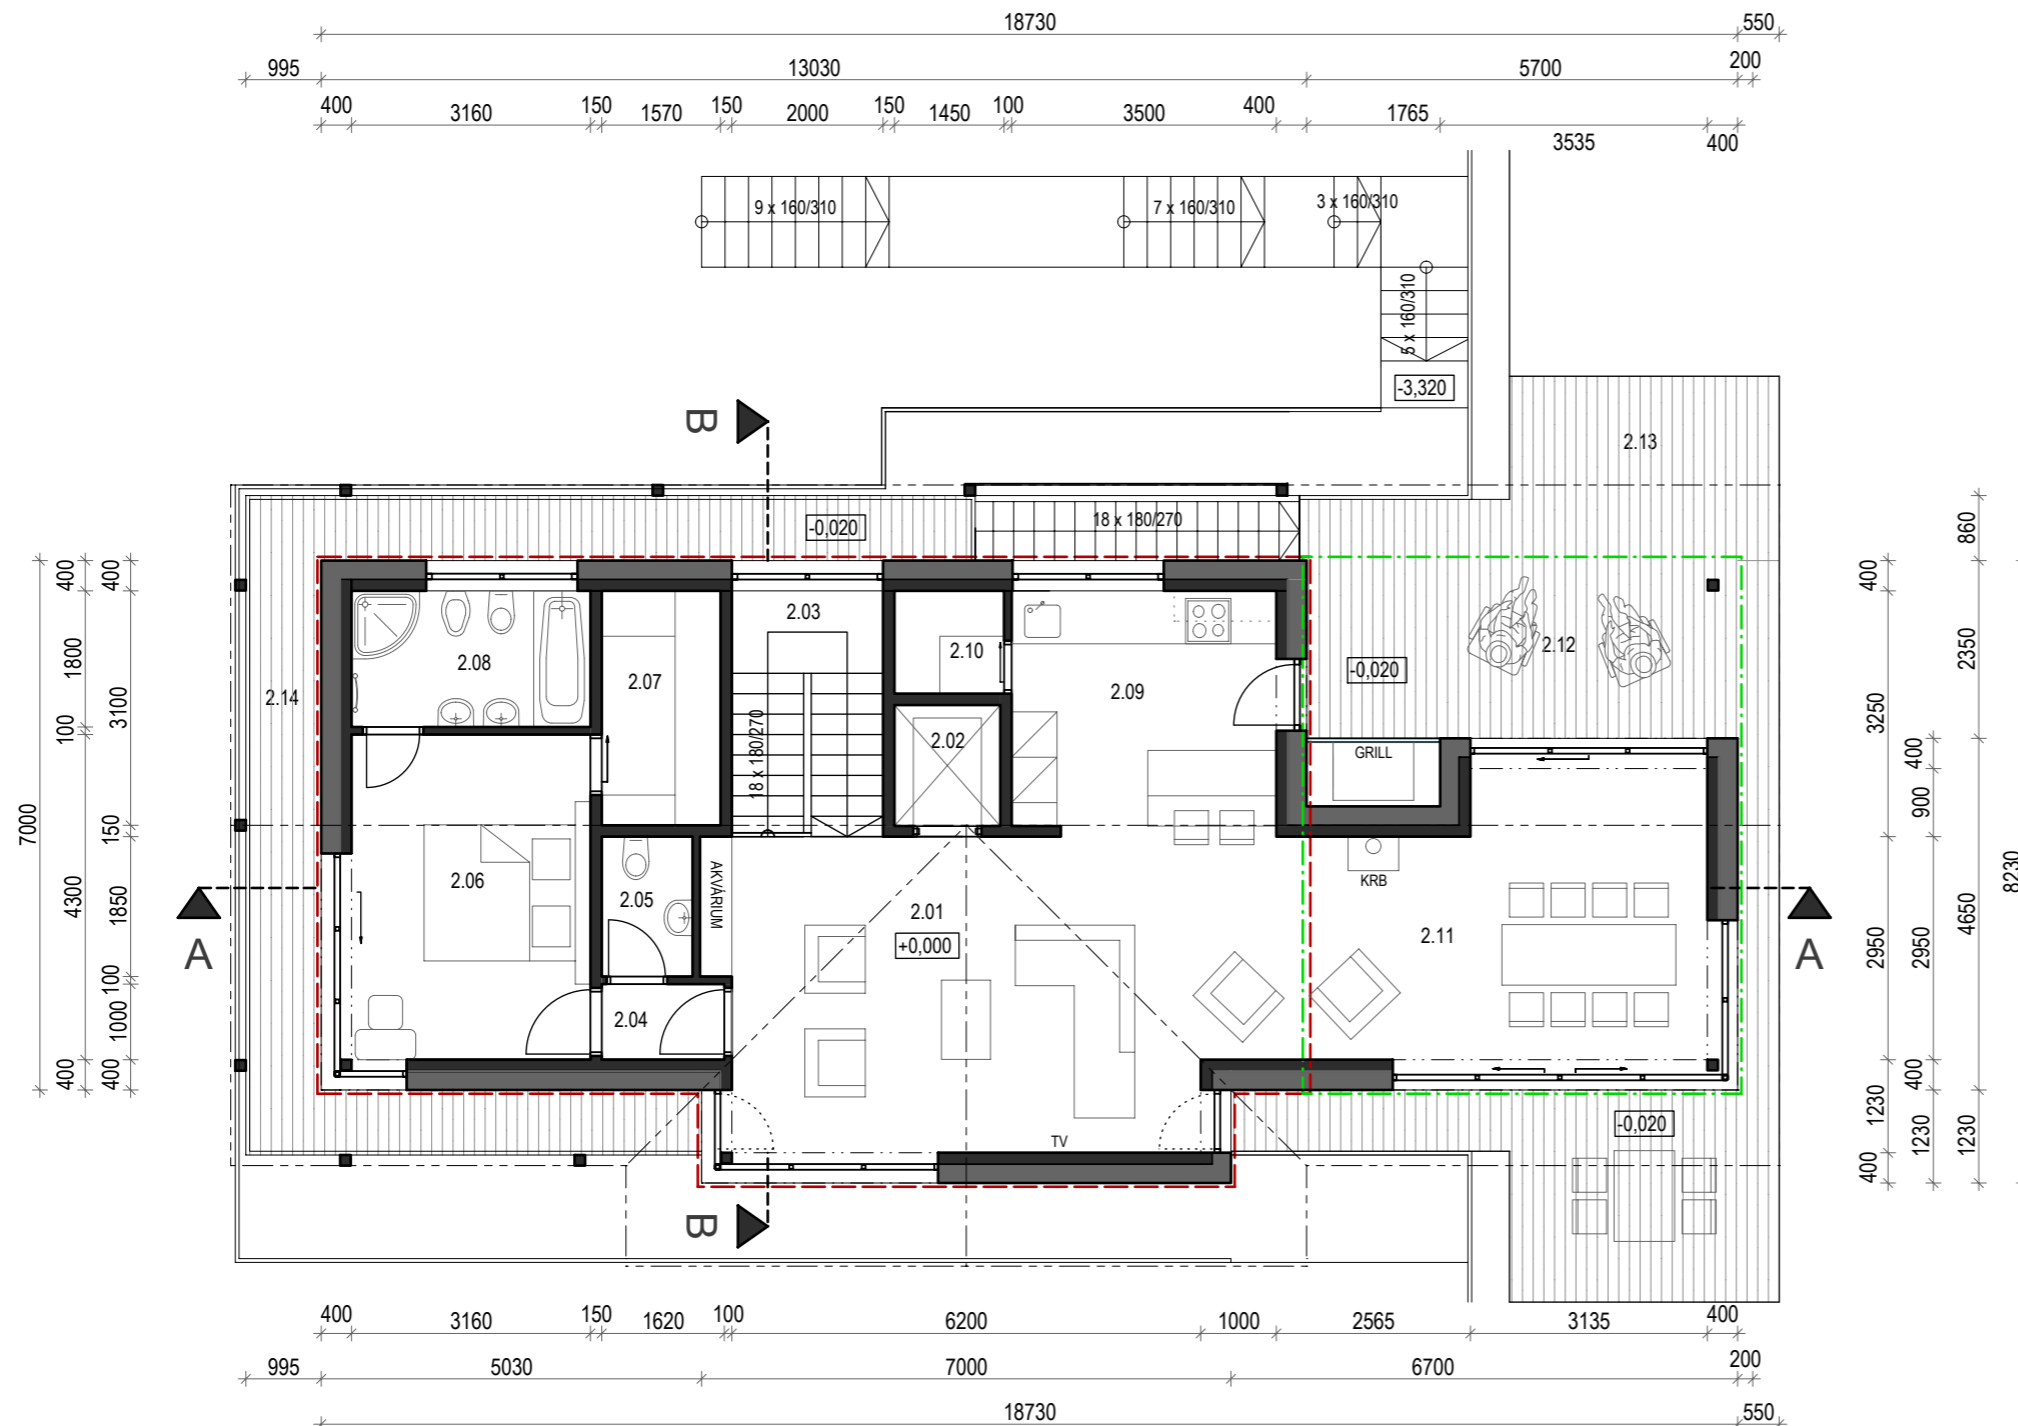 18730 550
995 13030 5700 200
400 3160 150 1570 150 2000 150 1450 100 3500 400 1765 3535 400
9 x 160/310 7 x 160/310 3 x 160/310
5 x 160/310
-3,320
B
2.13
-0,020 18 x 180/270
2.03
2.08 2.07 2.10 2.12
2.14 2.09 -0,020
18 x 180/270 2.02
GRILL
AKVÁRIUM
2.06 2.05 KRB
2.01
A +0,000 2.11 A
2.04
-0,020
TV
B
400 3160 150 1620 100 6200 1000 2565 3135 400
995 5030 7000 6700 200
18730 550
7000
400 1800 100 4300 400
400 3100 150 1850 100 1000 400
400 3250 2950 1230 400
400 900 2950 400 1230
860 2350 4650 1230
8230